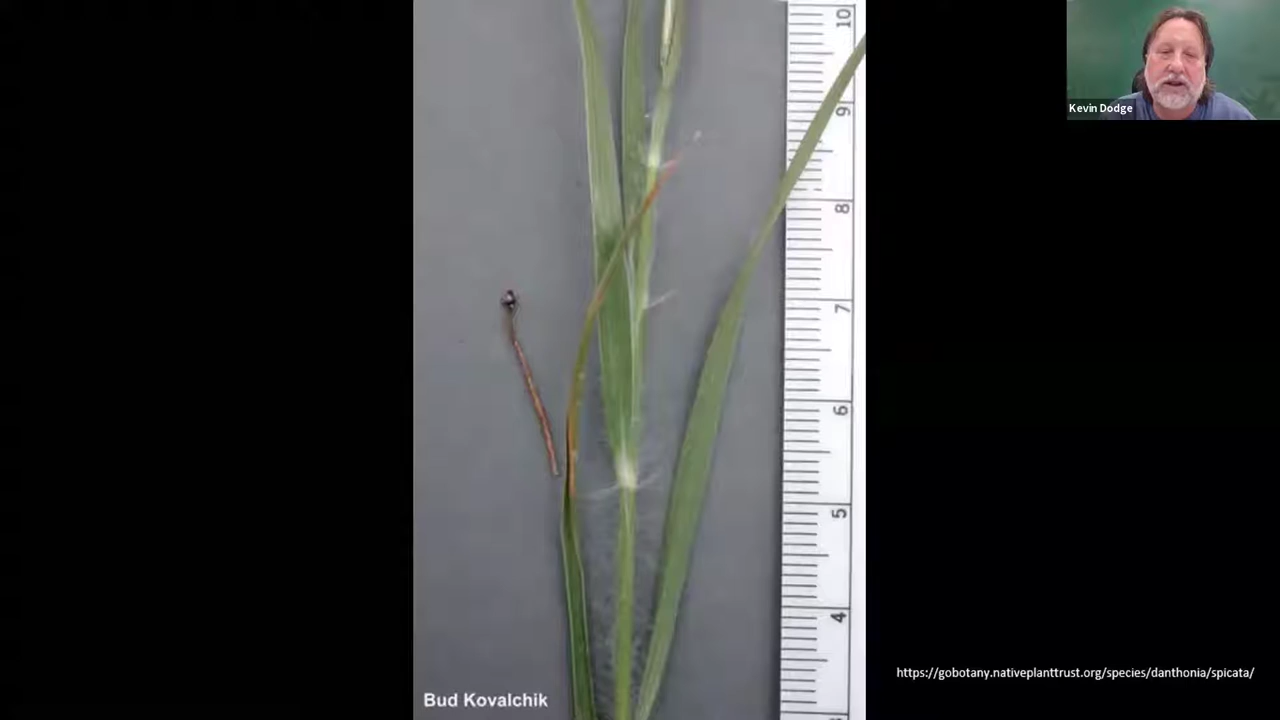 10
Kevin Dodge
9
8
7
6
5
4
https://gobotany.nativeplanttrust.org/species/danthonia/spicata/
Bud Kovalchik